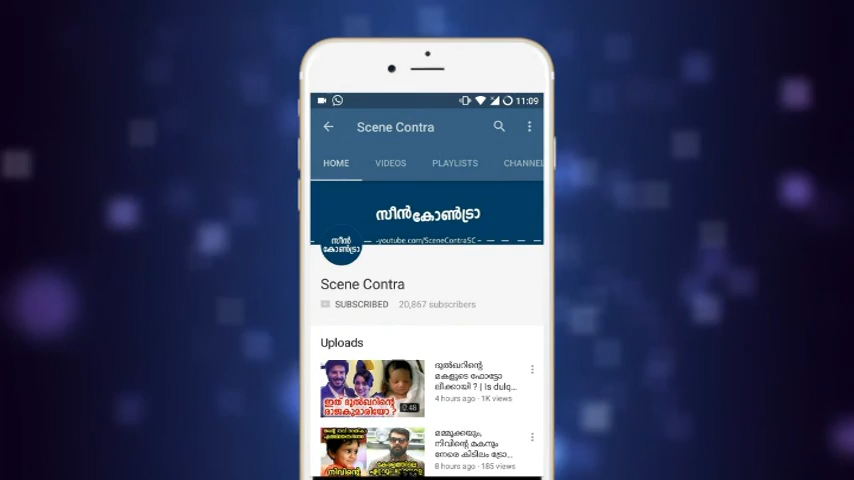 11:09
Scene Contra
HOME VIDEOS PLAYLISTS CHANNEL
സീൻ കോൺട്രാ
സീൻ
കോൺട്രാ
youtube.com/SceneContraSC
Scene Contra
SUBSCRIBED 20,867 subscribers
Uploads
ദുൽഖറിന്റെ
മകളുടെ ഫോട്ടോ
ലീക്കായി ? | Is dulq...
4 hours ago · 1K views
ഇത് ദുൽഖറിന്റെ
രാജകുമാരിയോ ?
0:48
മമ്മൂക്കയും,
നിവിന്റെ മകനും
നേരെ കിടിലം ട്രോ...
8 hours ago · 185 views
നിവിന്റെ